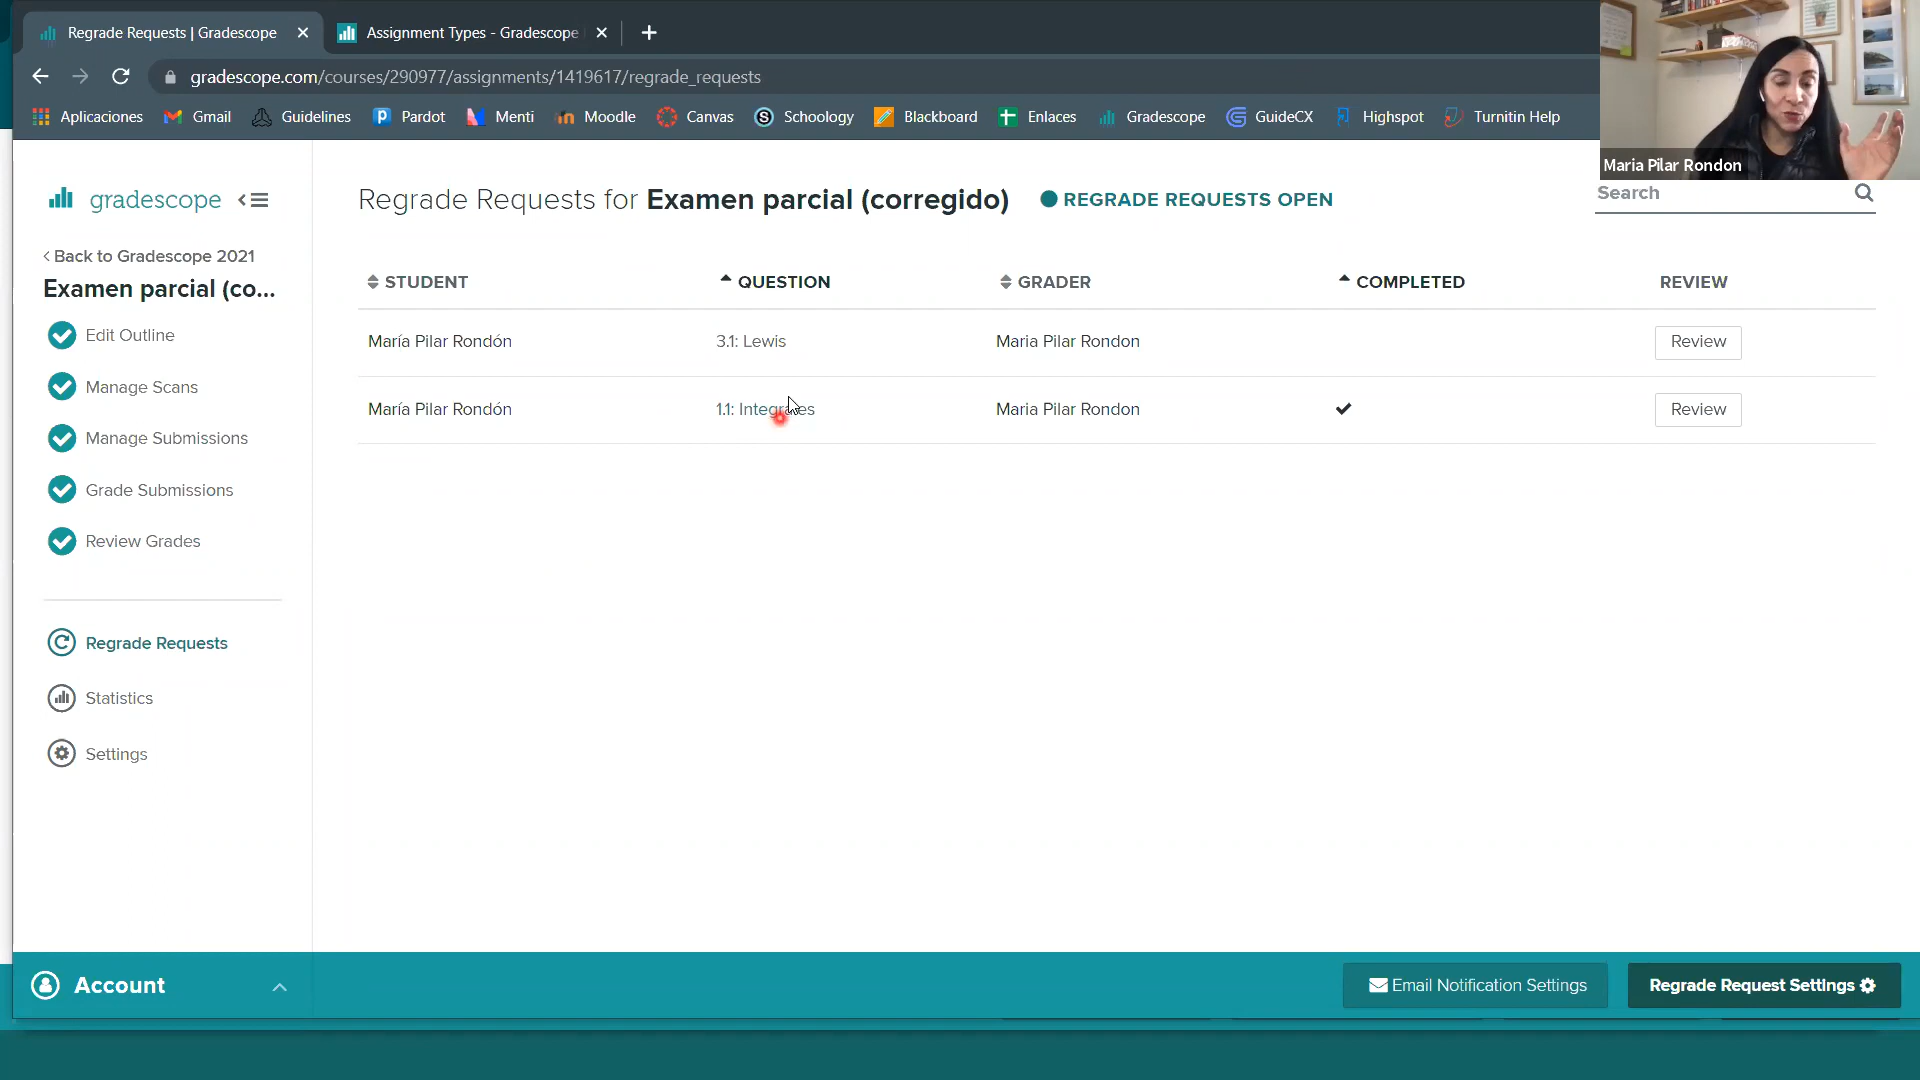 Regrade Requests | Gradescope
Assignment Types - Gradescope
gradescope.com/courses/290977/assignments/1419617/regrade_requests
Aplicaciones Gmail Guidelines Pardot Menti Moodle Canvas Schoology Blackboard Enlaces Gradescope GuideCX Highspot Turnitin Help
Maria Pilar Rondon
gradescope
Regrade Requests for Examen parcial (corregido) REGRADE REQUESTS OPEN
Search
< Back to Gradescope 2021
Examen parcial (co...
Edit Outline
Manage Scans
Manage Submissions
Grade Submissions
Review Grades
Regrade Requests
Statistics
Settings
STUDENT QUESTION GRADER COMPLETED REVIEW
María Pilar Rondón 3.1: Lewis Maria Pilar Rondon Review
María Pilar Rondón 1.1: Integrales Maria Pilar Rondon Review
Account
Email Notification Settings
Regrade Request Settings